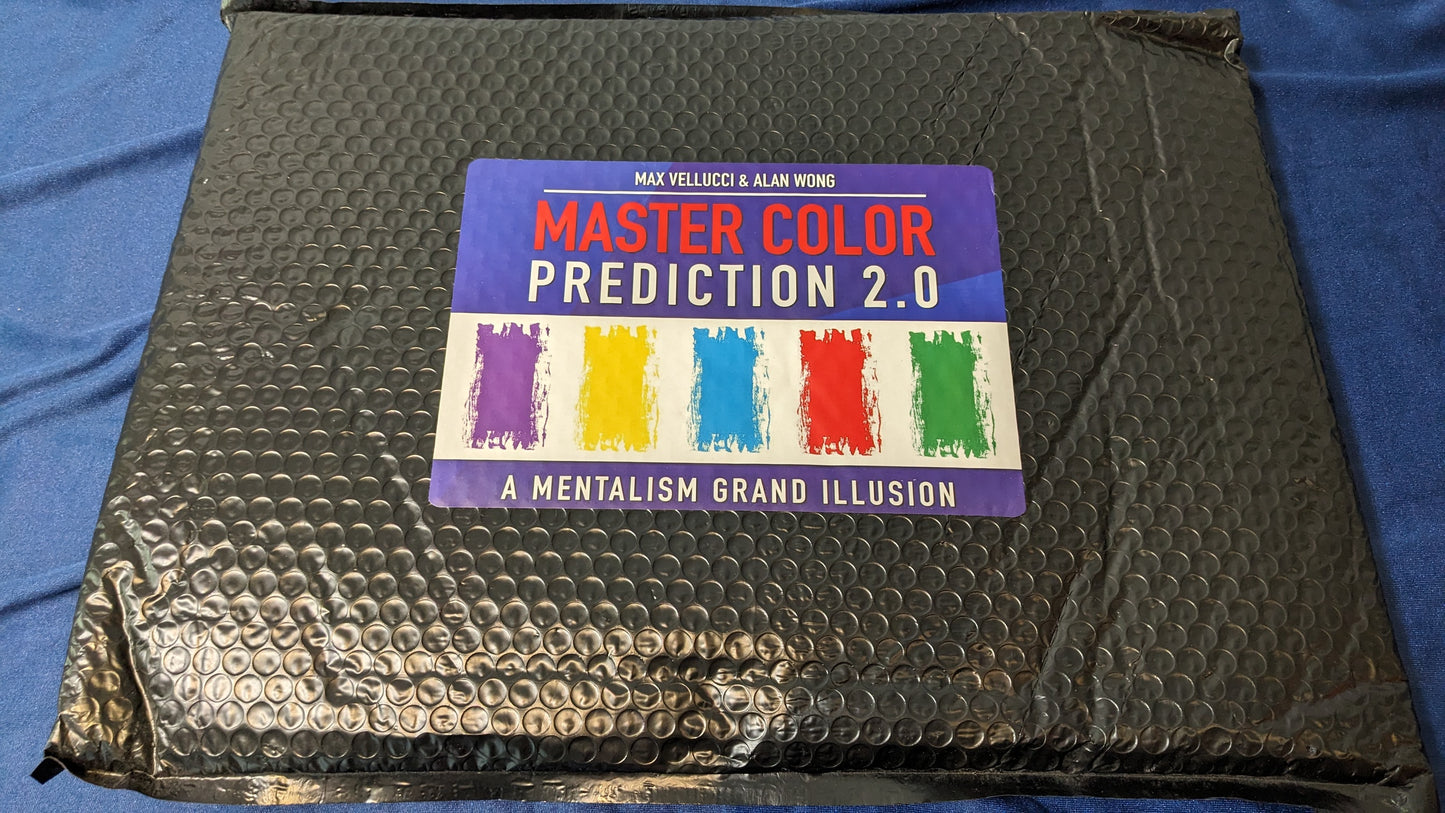 MAX VELLUCCI & ALAN WONG
MASTER COLOR
PREDICTION 2.0
A MENTALISM GRAND ILLUSION